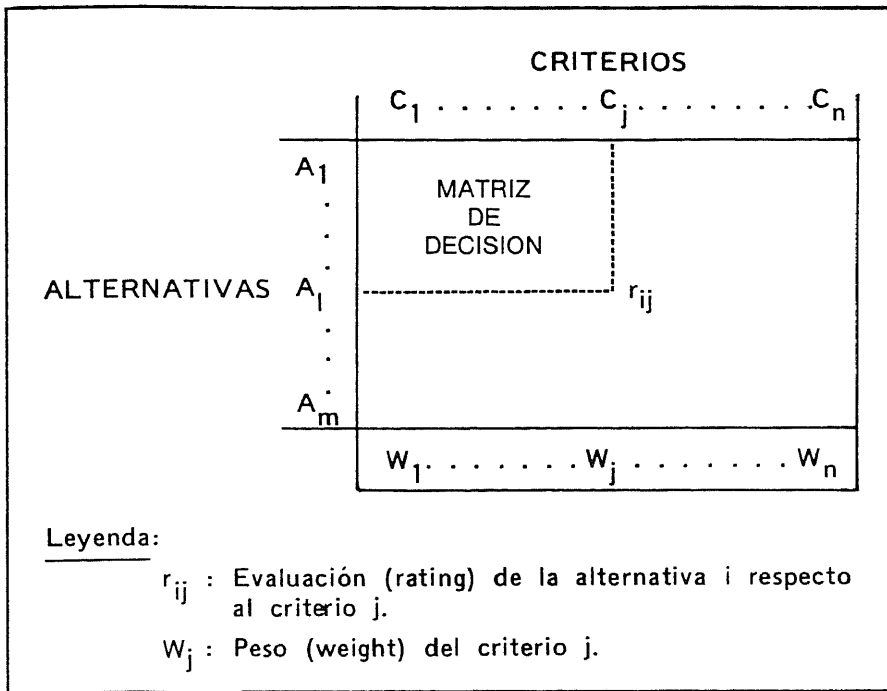 CRITERIOS
C1 . . . . . . . Cj . . . . . . . . Cn
A1
MATRIZ
DE
DECISION
.
.
.
ALTERNATIVAS Ai rij
.
.
.
Am
W1 . . . . . . . Wj . . . . . . . . Wn
Leyenda:
rij : Evaluación (rating) de la alternativa i respecto
al criterio j.
Wj : Peso (weight) del criterio j.